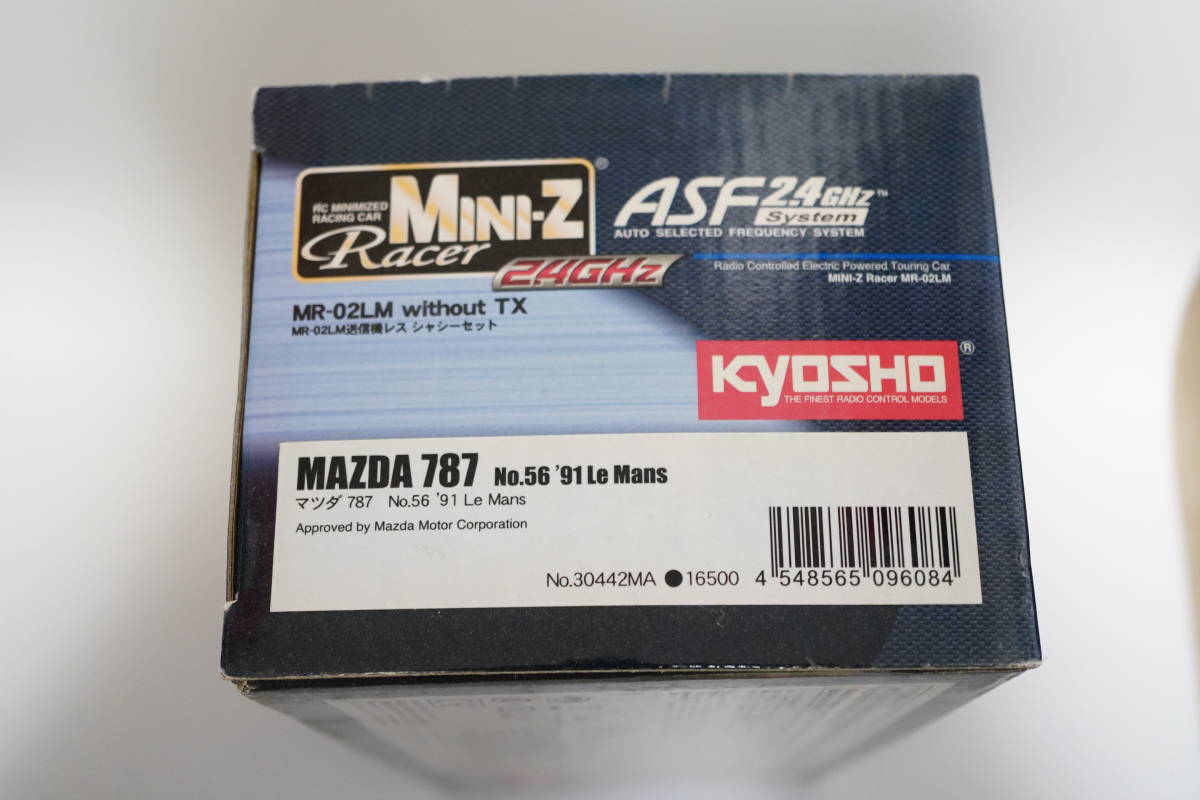 RC MINIMIZED
RACING CAR
MINI-Z
®
Racer
2.4GHz
ASF 2.4GHz ™
System
AUTO SELECTED FREQUENCY SYSTEM
Radio Controlled Electric Powered Touring Car
MINI-Z Racer MR-02LM
MR-02LM without TX
MR-02LM送信機レス シャシーセット
KYOSHO ®
THE FINEST RADIO CONTROL MODELS
MAZDA 787 No.56 '91 Le Mans
マツダ 787 No.56 '91 Le Mans
Approved by Mazda Motor Corporation
No.30442MA ●16500 4 548565 096084